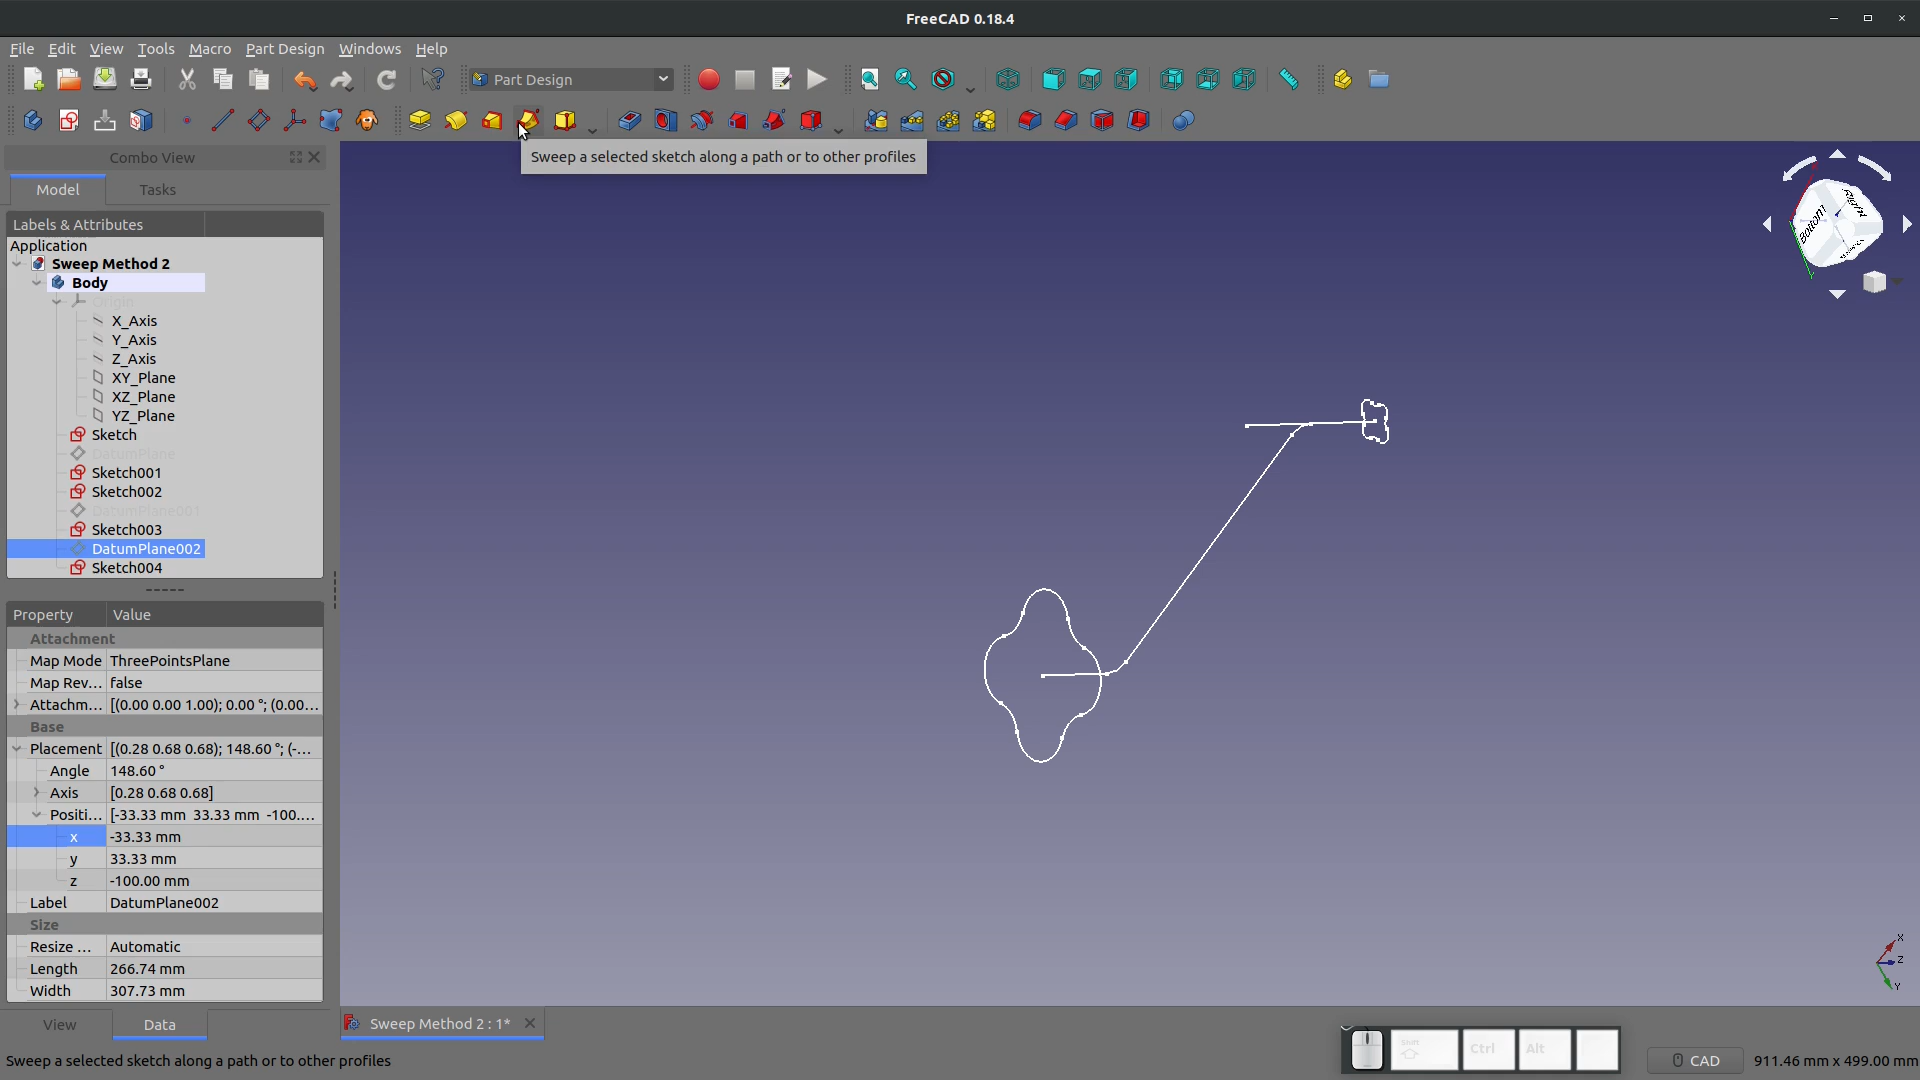 FreeCAD 0.18.4
File Edit View Tools Macro Part Design Windows Help
Part Design
Sweep a selected sketch along a path or to other profiles
Combo View
Model Tasks
Labels & Attributes
Application
Sweep Method 2
Body
Origin
X_Axis
Y_Axis
Z_Axis
XY_Plane
XZ_Plane
YZ_Plane
Sketch
DatumPlane
Sketch001
Sketch002
DatumPlane001
Sketch003
DatumPlane002
Sketch004
Property Value
Attachment
Map Mode ThreePointsPlane
Map Rev... false
Attachm... [(0.00 0.00 1.00); 0.00 °; (0.00...
Base
Placement [(0.28 0.68 0.68); 148.60 °; (-...
Angle 148.60 °
Axis [0.28 0.68 0.68]
Positi... [-33.33 mm 33.33 mm -100....
x -33.33 mm
y 33.33 mm
z -100.00 mm
Label DatumPlane002
Size
Resize ... Automatic
Length 266.74 mm
Width 307.73 mm
View Data
Bottom
X
Z
Y
Sweep Method 2 : 1*
Shift Ctrl Alt
Sweep a selected sketch along a path or to other profiles
CAD 911.46 mm x 499.00 mm